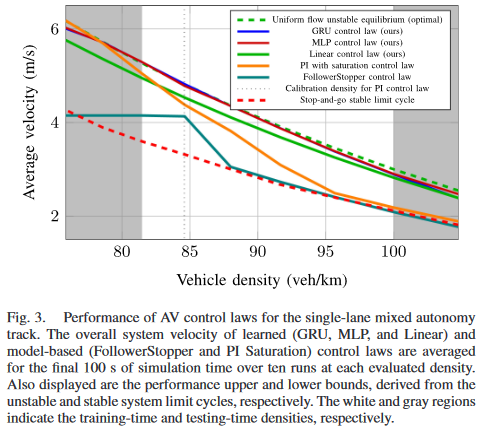 Uniform flow unstable equilibrium (optimal)
GRU control law (ours)
MLP control law (ours)
Linear control law (ours)
PI with saturation control law
FollowerStopper control law
Calibration density for PI control law
Stop-and-go stable limit cycle
Average velocity (m/s)
6
4
2
80
85
90
95
100
Vehicle density (veh/km)
Fig. 3. Performance of AV control laws for the single-lane mixed autonomy
track. The overall system velocity of learned (GRU, MLP, and Linear) and
model-based (FollowerStopper and PI Saturation) control laws are averaged
for the final 100 s of simulation time over ten runs at each evaluated density.
Also displayed are the performance upper and lower bounds, derived from the
unstable and stable system limit cycles, respectively. The white and gray regions
indicate the training-time and testing-time densities, respectively.